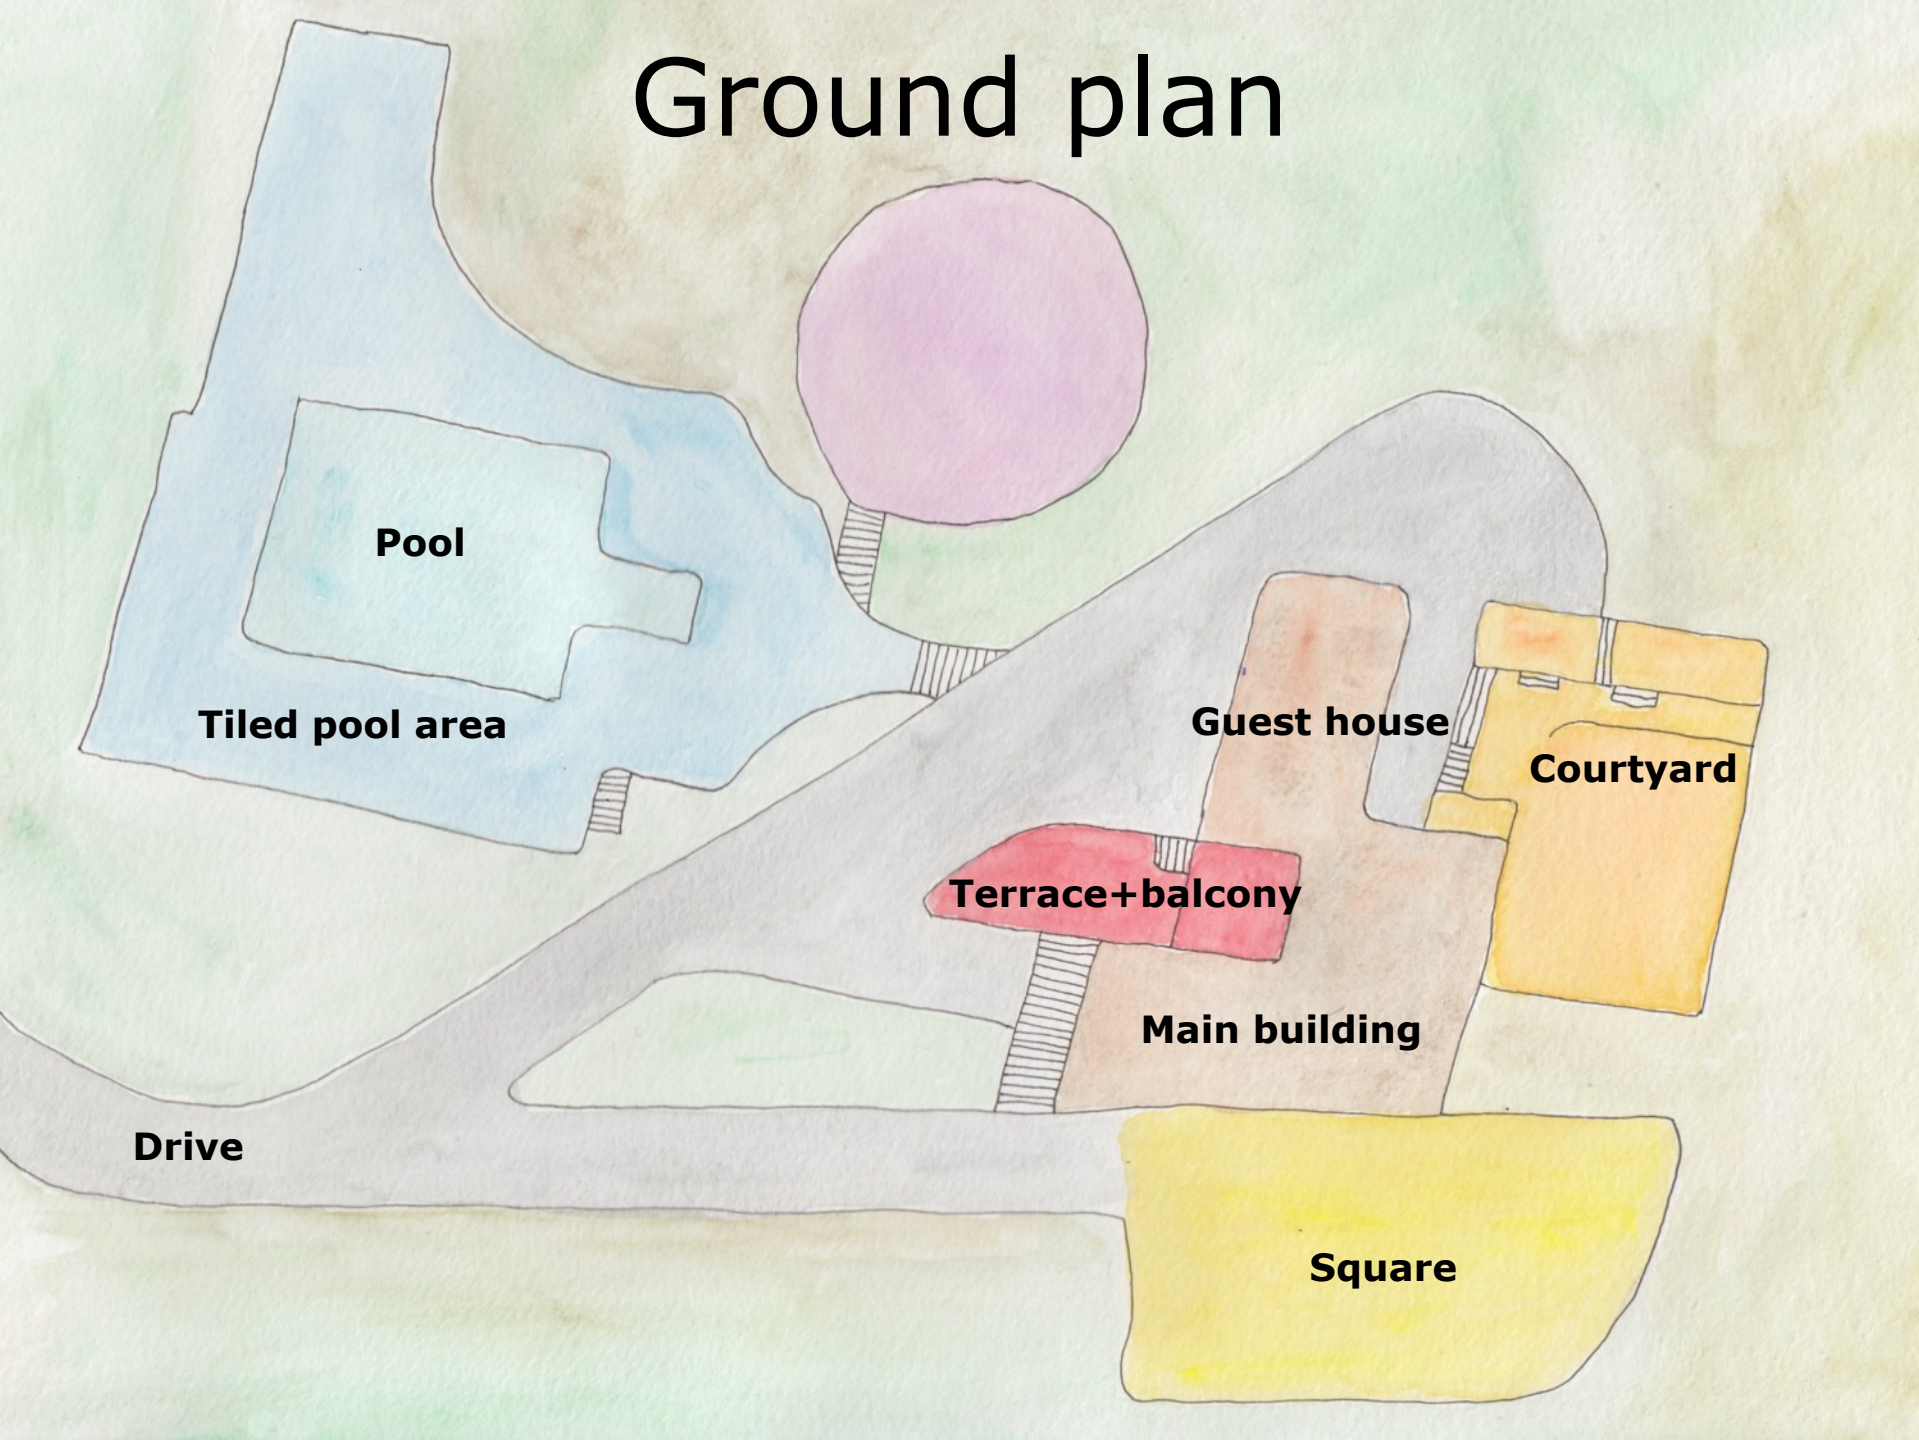 Ground plan
Pool
Tiled pool area
Guest house
Courtyard
Terrace+balcony
Main building
Drive
Square